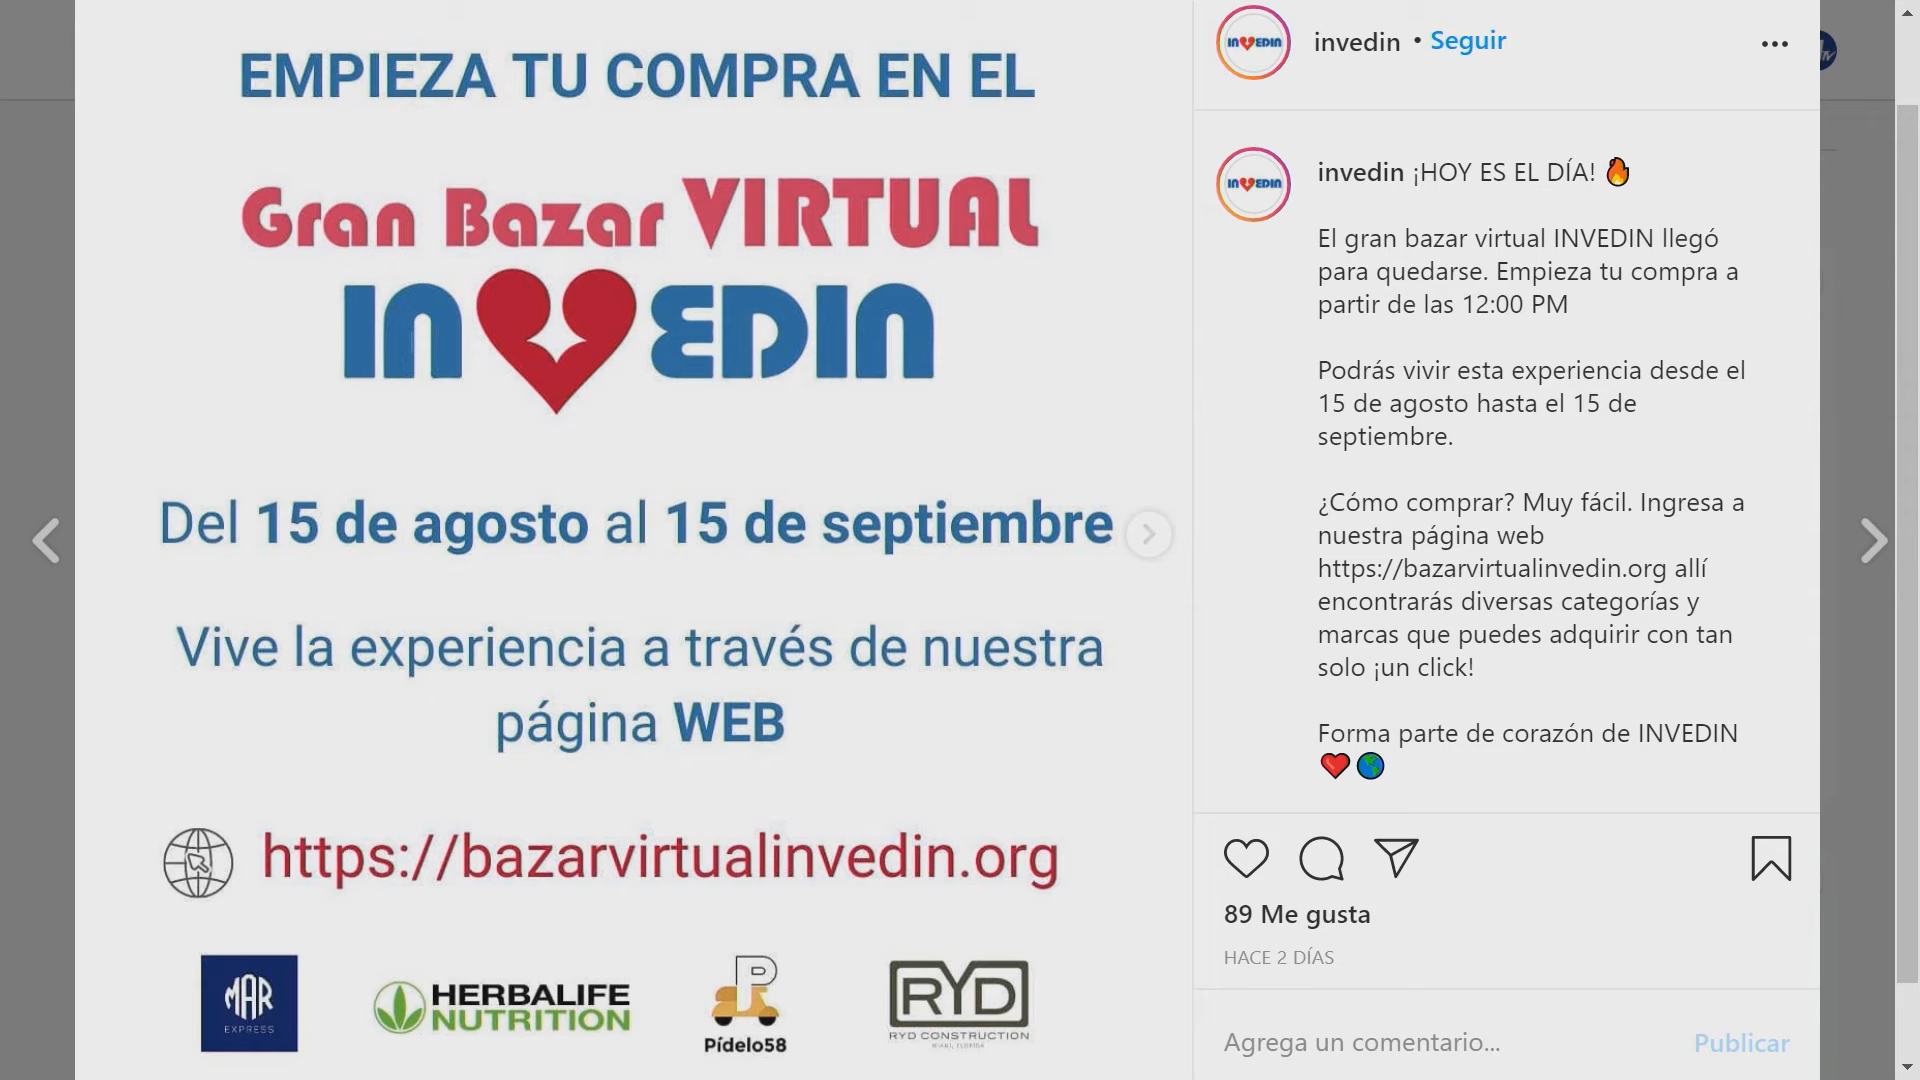 EMPIEZA TU COMPRA EN EL
Gran Bazar VIRTUAL
INVEDIN
Del 15 de agosto al 15 de septiembre
Vive la experiencia a través de nuestra
página WEB
https://bazarvirtualinvedin.org
MAR
EXPRESS
HERBALIFE
NUTRITION
P
Pídelo58
RYD
RYD CONSTRUCTION
MIAMI, FLORIDA
INVEDIN
invedin • Seguir
INVEDIN
invedin ¡HOY ES EL DÍA! 🔥
El gran bazar virtual INVEDIN llegó
para quedarse. Empieza tu compra a
partir de las 12:00 PM
Podrás vivir esta experiencia desde el
15 de agosto hasta el 15 de
septiembre.
¿Cómo comprar? Muy fácil. Ingresa a
nuestra página web
https://bazarvirtualinvedin.org allí
encontrarás diversas categorías y
marcas que puedes adquirir con tan
solo ¡un click!
Forma parte de corazón de INVEDIN
❤️🌎
89 Me gusta
HACE 2 DÍAS
Agrega un comentario...
Publicar